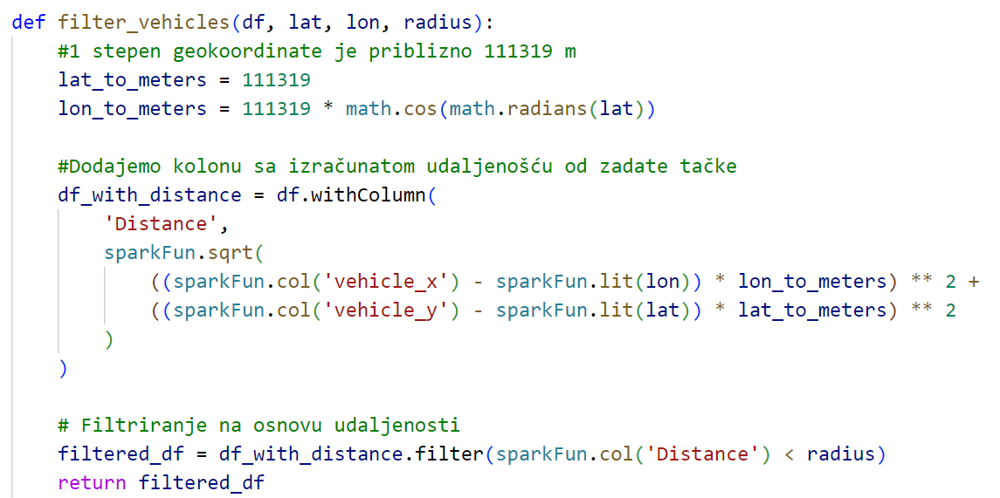 def filter_vehicles(df, lat, lon, radius):
    #1 stepen geokoordinate je priblizno 111319 m
    lat_to_meters = 111319
    lon_to_meters = 111319 * math.cos(math.radians(lat))
    #Dodajemo kolonu sa izračunatom udaljenošću od zadate tačke
    df_with_distance = df.withColumn(
        'Distance',
        sparkFun.sqrt(
            ((sparkFun.col('vehicle_x') - sparkFun.lit(lon)) * lon_to_meters) ** 2 +
            ((sparkFun.col('vehicle_y') - sparkFun.lit(lat)) * lat_to_meters) ** 2
        )
    )
    # Filtriranje na osnovu udaljenosti
    filtered_df = df_with_distance.filter(sparkFun.col('Distance') < radius)
    return filtered_df